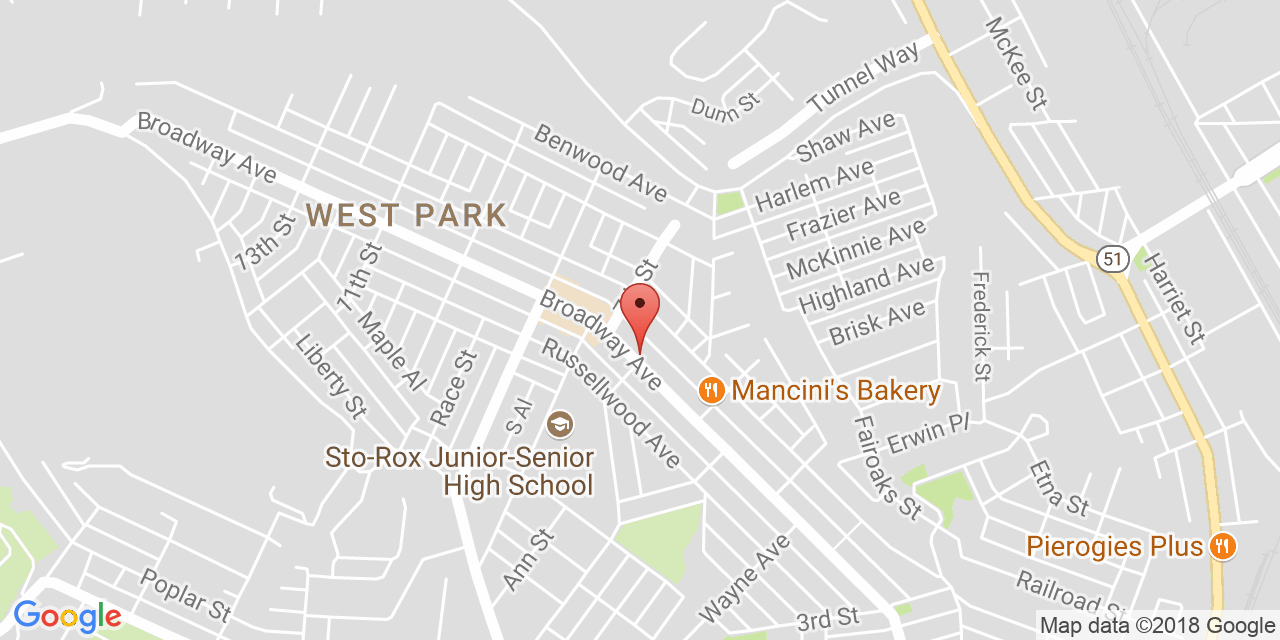 McKee St
Tunnel Way
Dunn St
Broadway Ave
Benwood Ave
Shaw Ave
Harlem Ave
WEST PARK
Frazier Ave
13th St
McKinnie Ave
11th St
St
51
Highland Ave
Harriet St
Frederick St
Broadway Ave
Brisk Ave
Maple Al
Liberty St
Russellwood Ave
Race St
Mancini's Bakery
S Al
Erwin Pl
Fairoaks St
Sto-Rox Junior-Senior
High School
Etna St
Ann St
Pierogies Plus
Wayne Ave
Poplar St
Railroad St
3rd St
Google
Map data ©2018 Google